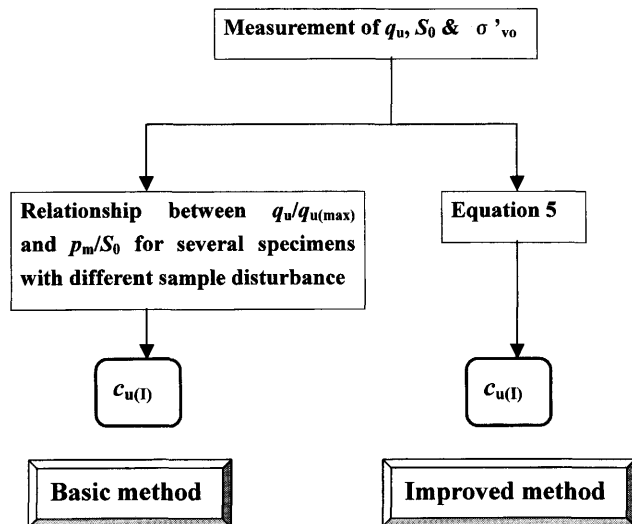 Measurement of qu, S0 & σ'vo
Relationship between qu/qu(max)
and pm/S0 for several specimens
with different sample disturbance
Equation 5
cu(I)
cu(I)
Basic method
Improved method